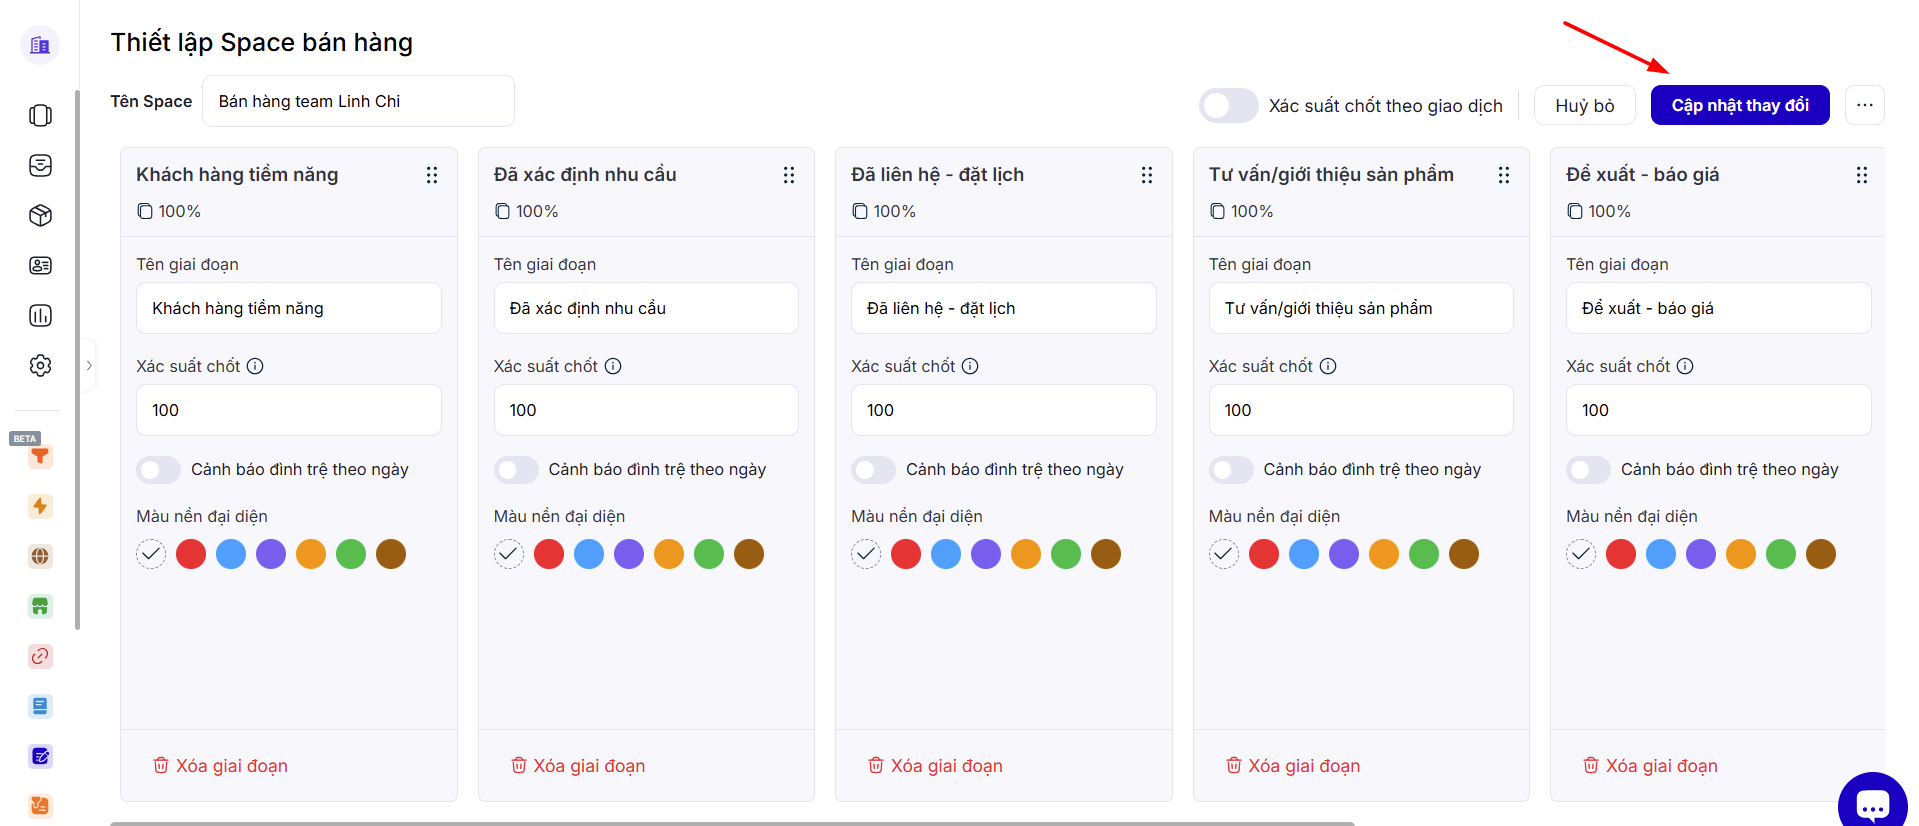 Thiết lập Space bán hàng
Tên Space
Bán hàng team Linh Chi
Xác suất chốt theo giao dịch
Huỷ bỏ
Cập nhật thay đổi
Khách hàng tiềm năng
100%
Tên giai đoạn
Khách hàng tiềm năng
Xác suất chốt
100
Cảnh báo đình trệ theo ngày
Màu nền đại diện
Xóa giai đoạn
Đã xác định nhu cầu
100%
Tên giai đoạn
Đã xác định nhu cầu
Xác suất chốt
100
Cảnh báo đình trệ theo ngày
Màu nền đại diện
Xóa giai đoạn
Đã liên hệ - đặt lịch
100%
Tên giai đoạn
Đã liên hệ - đặt lịch
Xác suất chốt
100
Cảnh báo đình trệ theo ngày
Màu nền đại diện
Xóa giai đoạn
Tư vấn/giới thiệu sản phẩm
100%
Tên giai đoạn
Tư vấn/giới thiệu sản phẩm
Xác suất chốt
100
Cảnh báo đình trệ theo ngày
Màu nền đại diện
Xóa giai đoạn
Đề xuất - báo giá
100%
Tên giai đoạn
Đề xuất - báo giá
Xác suất chốt
100
Cảnh báo đình trệ theo ngày
Màu nền đại diện
Xóa giai đoạn
BETA